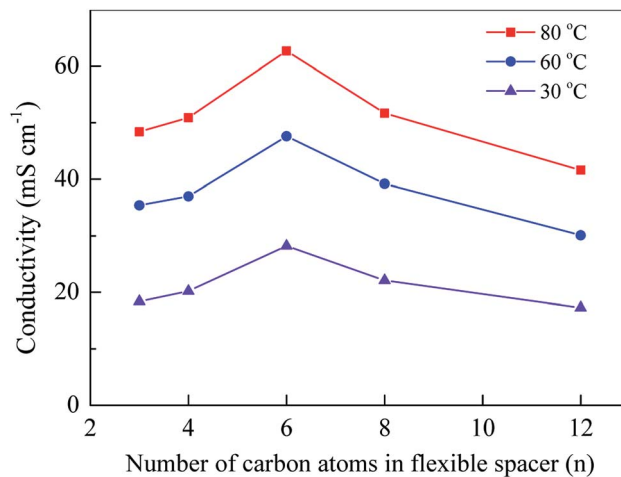 80 °C
60 °C
30 °C
60
40
20
0
2 4 6 8 10 12
Conductivity (mS cm⁻¹)
Number of carbon atoms in flexible spacer (n)